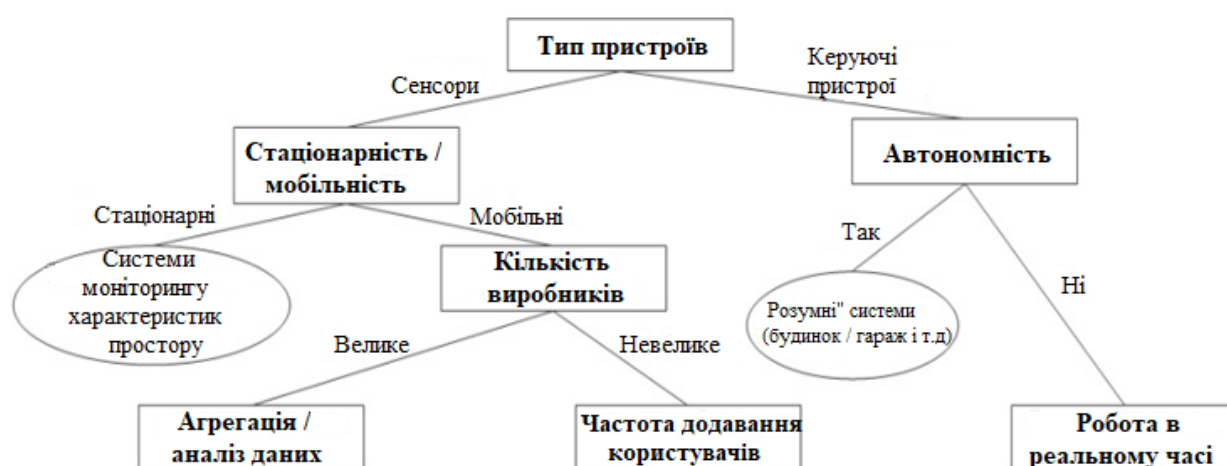 Тип пристроїв
Сенсори
Керуючі
пристрої
Стаціонарність /
мобільність
Автономність
Стаціонарні
Мобільні
Так
Ні
Системи
моніторингу
характеристик
простору
Кількість
виробників
Розумні" системи
(будинок / гараж і т.д)
Велике
Невелике
Агрегація /
аналіз даних
Частота додавання
користувачів
Робота в
реальному часі